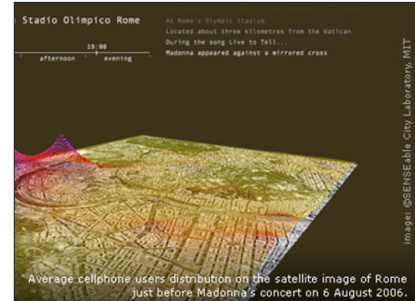 Stadio Olimpico Rome
At Rome's Olympic Stadium
Located about three kilometres from the Vatican
During the song Live to Tell...
Madonna appeared against a mirrored cross
19:00
afternoon evening
image: ©SENSEable City Laboratory, MIT
Average cellphone users distribution on the satellite image of Rome
just before Madonna's concert on 6 August 2006.